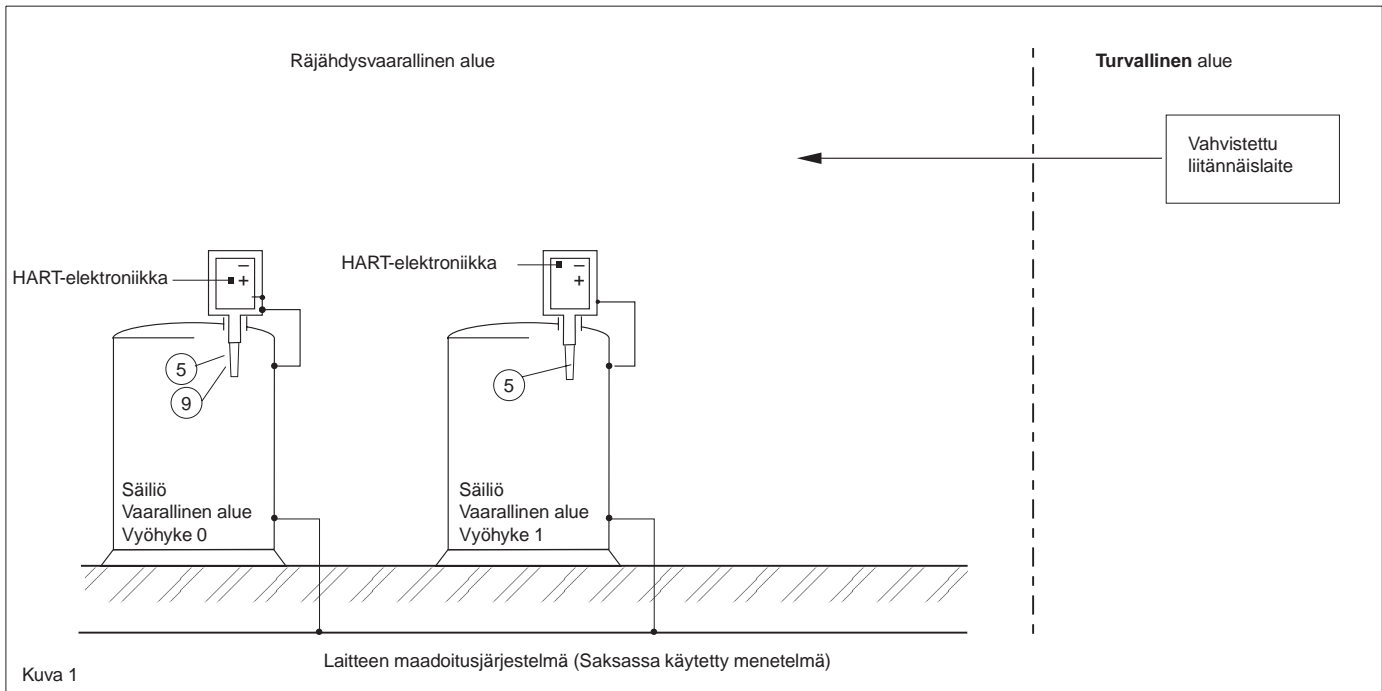 Räjähdysvaarallinen alue
Turvallinen alue
Vahvistettu
liitännäislaite
HART-elektroniikka
−
+
HART-elektroniikka
−
+
5
9
5
Säiliö
Vaarallinen alue
Vyöhyke 0
Säiliö
Vaarallinen alue
Vyöhyke 1
Laitteen maadoitusjärjestelmä (Saksassa käytetty menetelmä)
Kuva 1